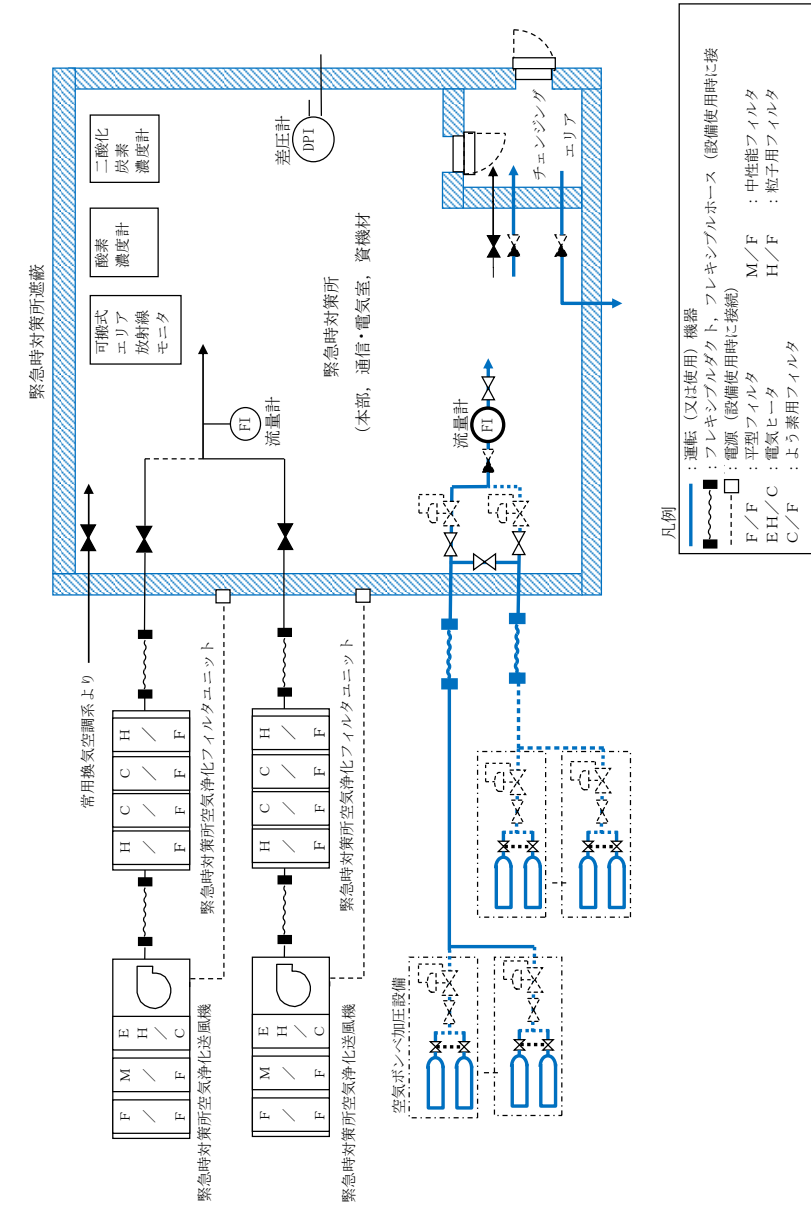 緊急時対策所遮蔽
二酸化
炭素
濃度計
酸素
濃度計
可搬式
エリア
放射線
モニタ
差圧計
DPI
チェンジング
エリア
緊急時対策所
(本部，通信・電気室，資機材
FI
流量計
流量計
FI
常用換気空調系より
H/F
C/F
C/F
H/F
緊急時対策所空気浄化フィルタユニット
H/F
C/F
C/F
H/F
緊急時対策所空気浄化フィルタユニット
F/F
M/F
EH/C
緊急時対策所空気浄化送風機
F/F
M/F
EH/C
緊急時対策所空気浄化送風機
空気ボンベ加圧設備
凡例
：運転（又は使用）機器
：フレキシブルダクト，フレキシブルホース（設備使用時に接
：電源（設備使用時に接続）
F／F ：平型フィルタ M／F ：中性能フィルタ
EH／C ：電気ヒータ H／F ：粒子用フィルタ
C／F ：よう素用フィルタ